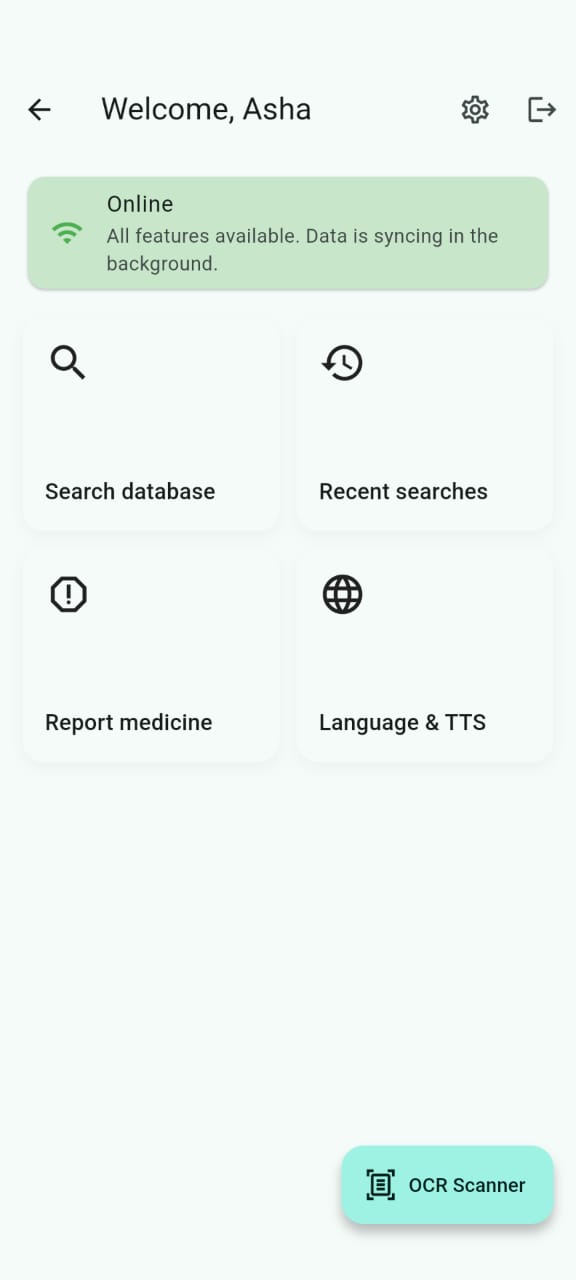 Welcome, Asha
Online
All features available. Data is syncing in the
background.
Search database
Recent searches
Report medicine
Language & TTS
OCR Scanner